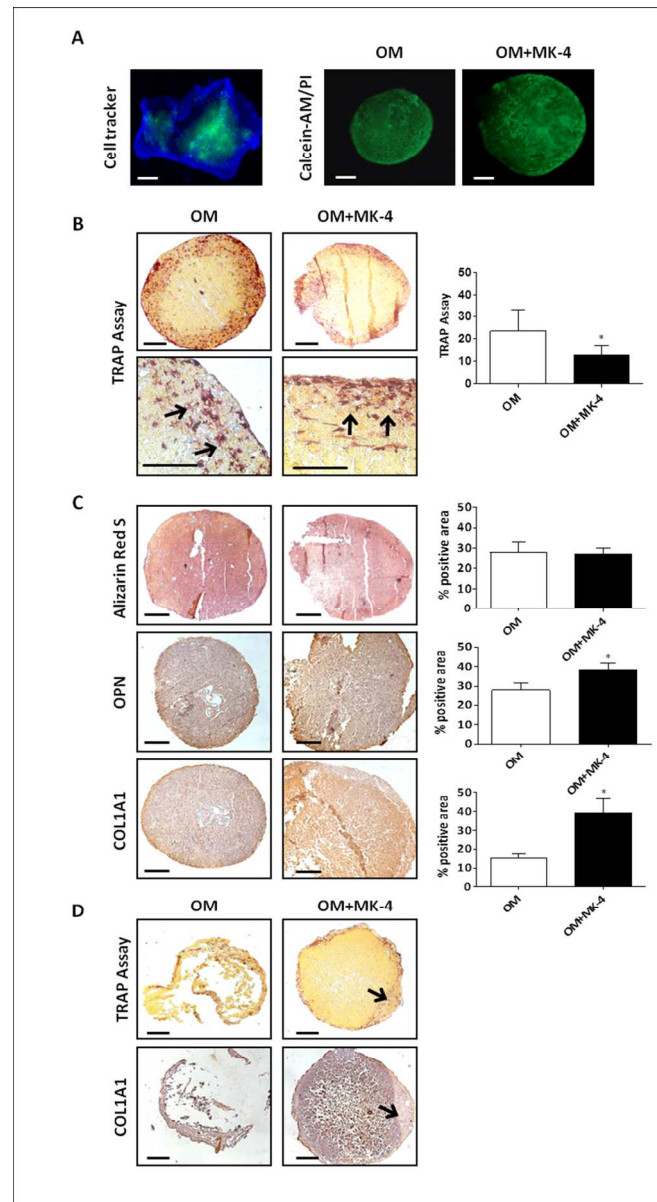 A
OM OM+MK-4
Cell tracker
Calcein-AM/PI
B
OM OM+MK-4
TRAP Assay
TRAP Assay
50
40
30
20
10
0
*
OM
OM+MK-4
C
Alizarin Red S
% positive area
50
40
30
20
10
0
OM
OM+MK-4
OPN
% positive area
50
40
30
20
10
0
*
OM
OM+MK-4
COL1A1
% positive area
50
40
30
20
10
0
*
OM
OM+MK-4
D
OM OM+MK-4
TRAP Assay
COL1A1